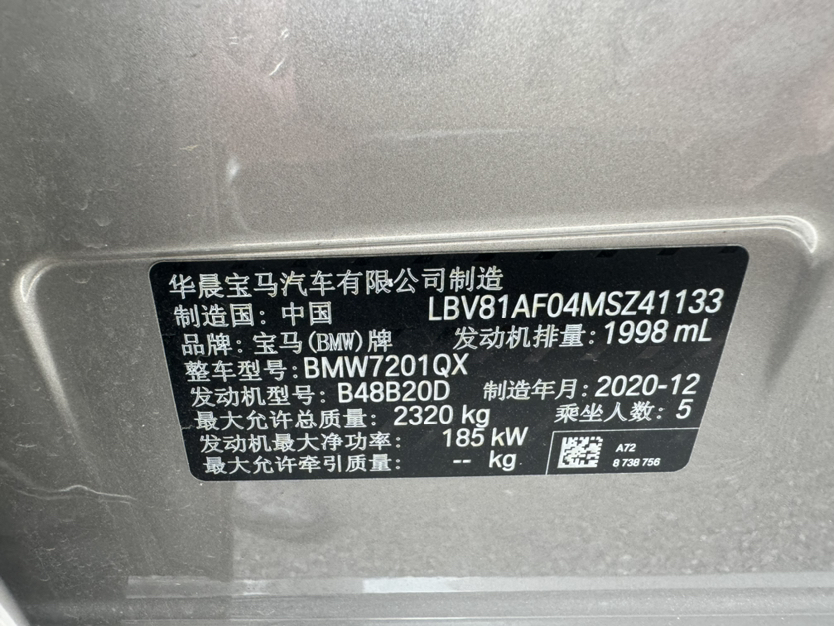 华晨宝马汽车有限公司制造
制造国：中国 LBV81AF04MSZ41133
品牌：宝马(BMW)牌 发动机排量：1998 mL
整车型号：BMW7201QX
发动机型号：B48B20D 制造年月：2020-12
最大允许总质量：2320 kg 乘坐人数：5
发动机最大净功率： 185 kW
最大允许牵引质量： -- kg
A72
8 738 756